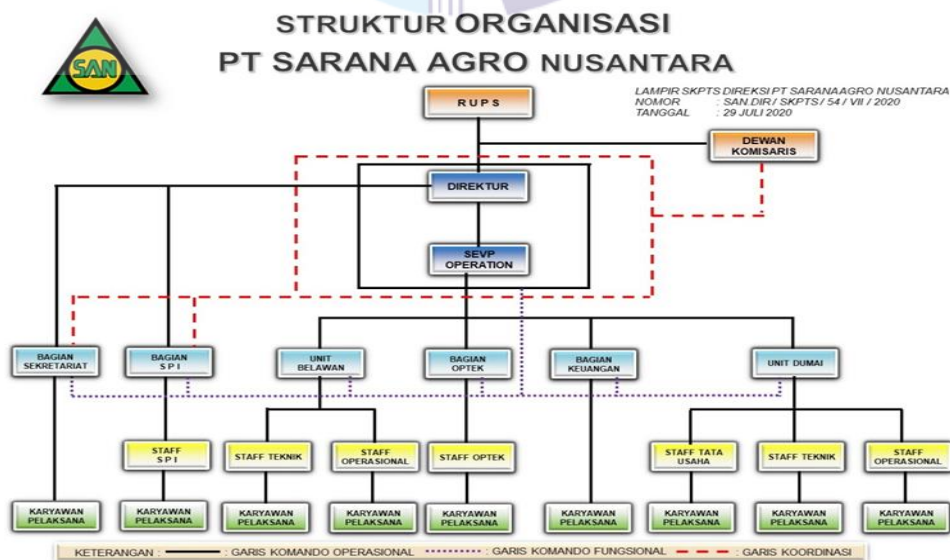 STRUKTUR ORGANISASI
PT SARANA AGRO NUSANTARA
SAN
LAMPIR SKPTS DIREKSI PT SARANA AGRO NUSANTARA
NOMOR : SAN.DIR / SKPTS / 54 / VII / 2020
TANGGAL : 29 JULI 2020
R U P S
DEWAN
KOMISARIS
DIREKTUR
SEVP
OPERATION
BAGIAN
SEKRETARIAT
BAGIAN
S P I
UNIT
BELAWAN
BAGIAN
OPTEK
BAGIAN
KEUANGAN
UNIT DUMAI
STAFF
S P I
STAFF TEKNIK
STAFF
OPERASIONAL
STAFF OPTEK
STAFF TATA
USAHA
STAFF TEKNIK
STAFF
OPERASIONAL
KARYAWAN
PELAKSANA
KARYAWAN
PELAKSANA
KARYAWAN
PELAKSANA
KARYAWAN
PELAKSANA
KARYAWAN
PELAKSANA
KARYAWAN
PELAKSANA
KARYAWAN
PELAKSANA
KARYAWAN
PELAKSANA
KARYAWAN
PELAKSANA
KETERANGAN : : GARIS KOMANDO OPERASIONAL : GARIS KOMANDO FUNGSIONAL : GARIS KOORDINASI